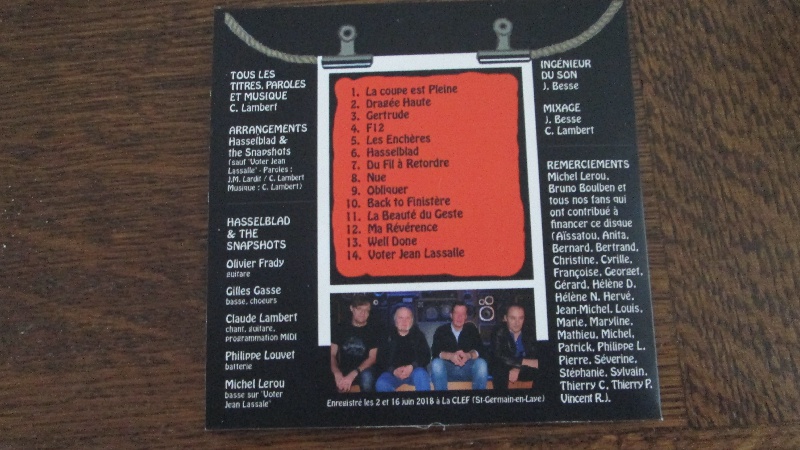 TOUS LES
TITRES, PAROLES
ET MUSIQUE
C. Lambert
ARRANGEMENTS
Hasselblad &
the Snapshots
(sauf "Voter Jean
Lassalle" - Paroles :
J.M. Lardit / C. Lambert
Musique : C. Lambert)
HASSELBLAD
& THE
SNAPSHOTS
Olivier Frady
guitare
Gilles Gasse
basse, choeurs
Claude Lambert
chant, guitare,
programmation MIDI
Philippe Louvet
batterie
Michel Lerou
basse sur "Voter
Jean Lassale"
1. La coupe est Pleine
2. Dragée Haute
3. Gertrude
4. F12
5. Les Enchères
6. Hasselblad
7. Du Fil à Retordre
8. Nue
9. Obliquer
10. Back to Finistère
11. La Beauté du Geste
12. Ma Révérence
13. Well Done
14. Voter Jean Lassalle
Enregistré les 2 et 16 juin 2018 à La CLEF (St-Germain-en-Laye)
INGÉNIEUR
DU SON
J. Besse
MIXAGE
J. Besse
C. Lambert
REMERCIEMENTS
Michel Lerou,
Bruno Boulben et
tous nos fans qui
ont contribué à
financer ce disque
(Aïssatou, Anita,
Bernard, Bertrand,
Christine, Cyrille,
Françoise, Georget,
Gérard, Hélène D.
Hélène N. Hervé,
Jean-Michel, Louis,
Marie, Maryline,
Mathieu, Michel,
Patrick, Philippe L.
Pierre, Séverine,
Stéphanie, Sylvain,
Thierry C, Thierry P.
Vincent R.J.